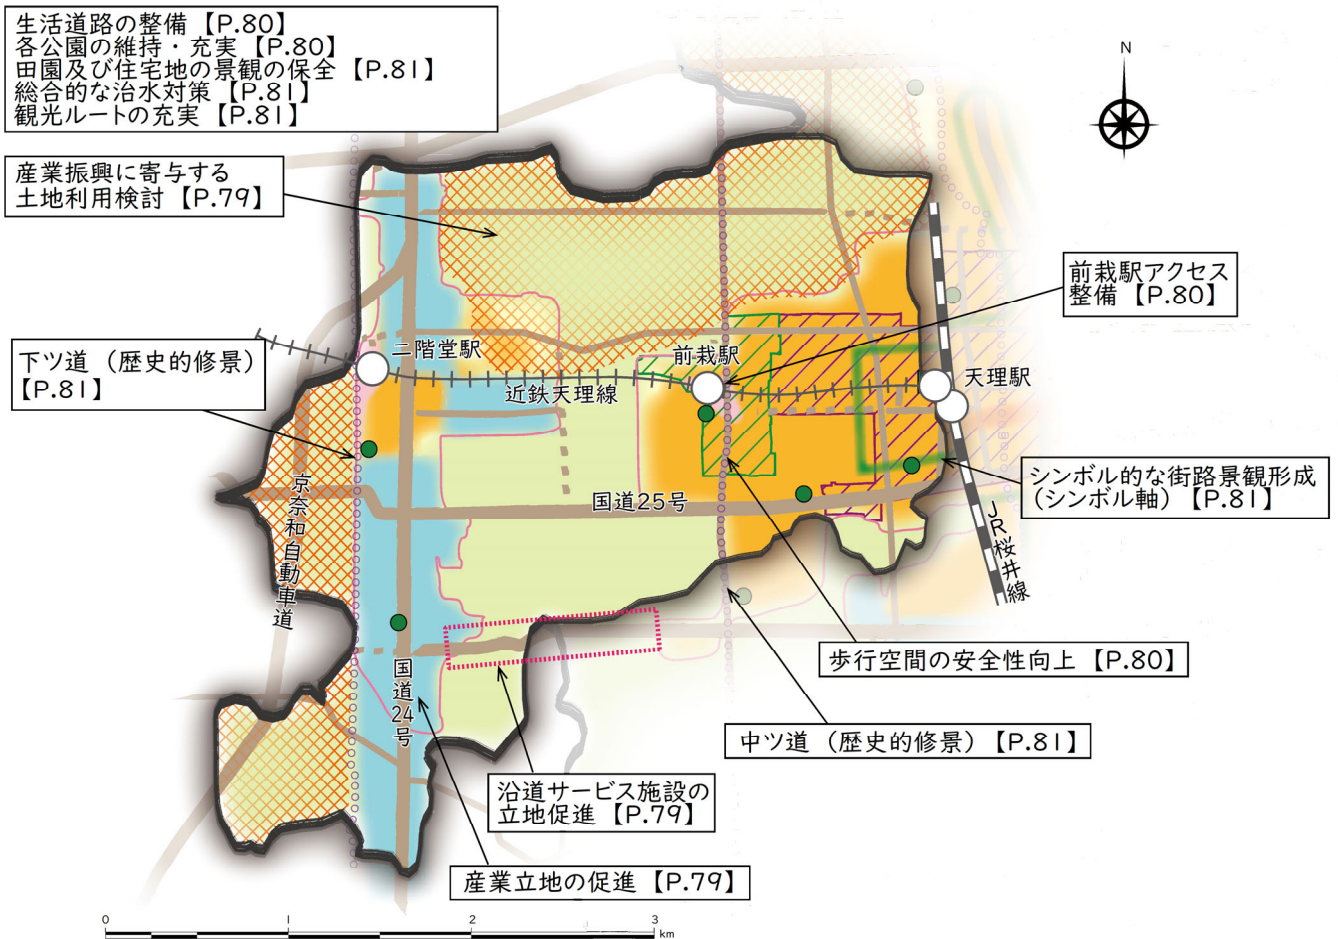 生活道路の整備【P.80】
各公園の維持・充実【P.80】
田園及び住宅地の景観の保全【P.81】
総合的な治水対策【P.81】
観光ルートの充実【P.81】
N
産業振興に寄与する
土地利用検討【P.79】
前栽駅アクセス
整備【P.80】
下ツ道（歴史的修景）
【P.81】
二階堂駅
前栽駅
天理駅
近鉄天理線
シンボル的な街路景観形成
（シンボル軸）【P.81】
国道25号
京奈和自動車道
JR桜井線
歩行空間の安全性向上【P.80】
国道24号
中ツ道（歴史的修景）【P.81】
沿道サービス施設の
立地促進【P.79】
産業立地の促進【P.79】
0 1 2 3 km